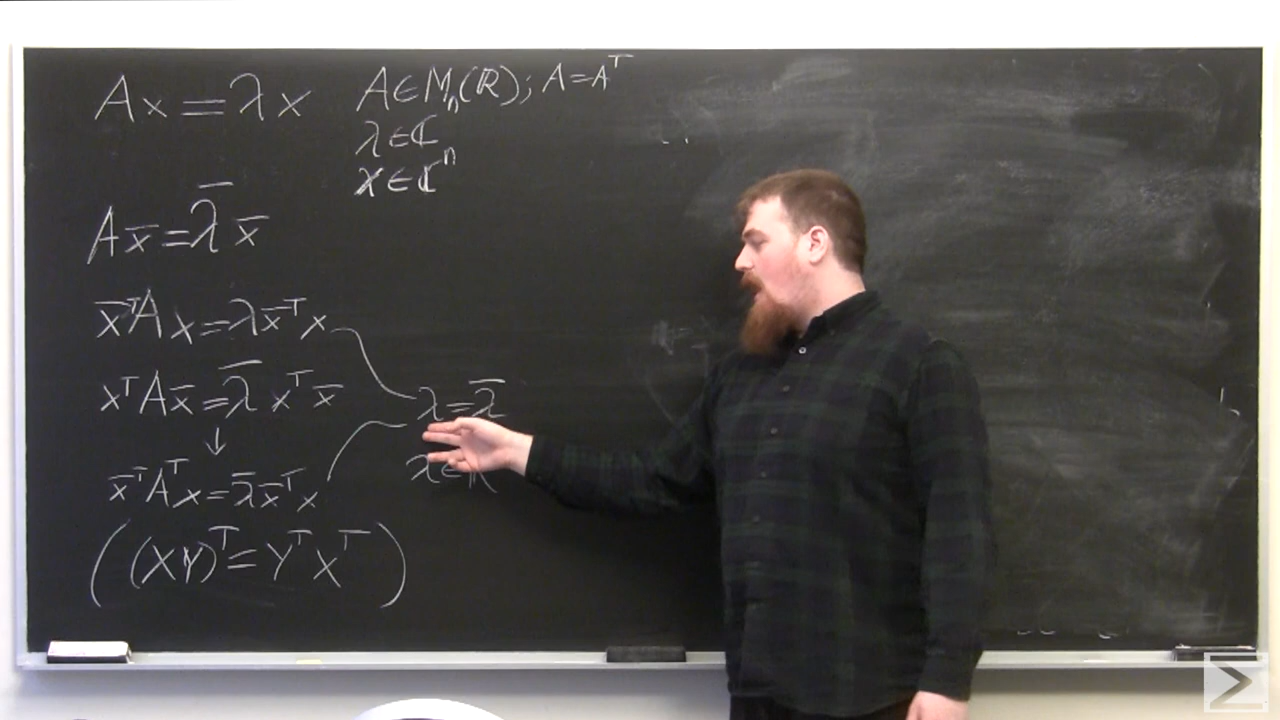 Ax = λx
A ∈ Mₙ(ℝ); A = Aᵀ
λ ∈ ℂ
x ∈ ℂⁿ
Ax̄ = λ̄x̄
x̄ᵀAx = λx̄ᵀx
xᵀAx̄ = λ̄xᵀx̄
↓
x̄ᵀAᵀx = λ̄x̄ᵀx
((XY)ᵀ = YᵀXᵀ)
λ = λ̄
λ ∈ ℝ
Σ